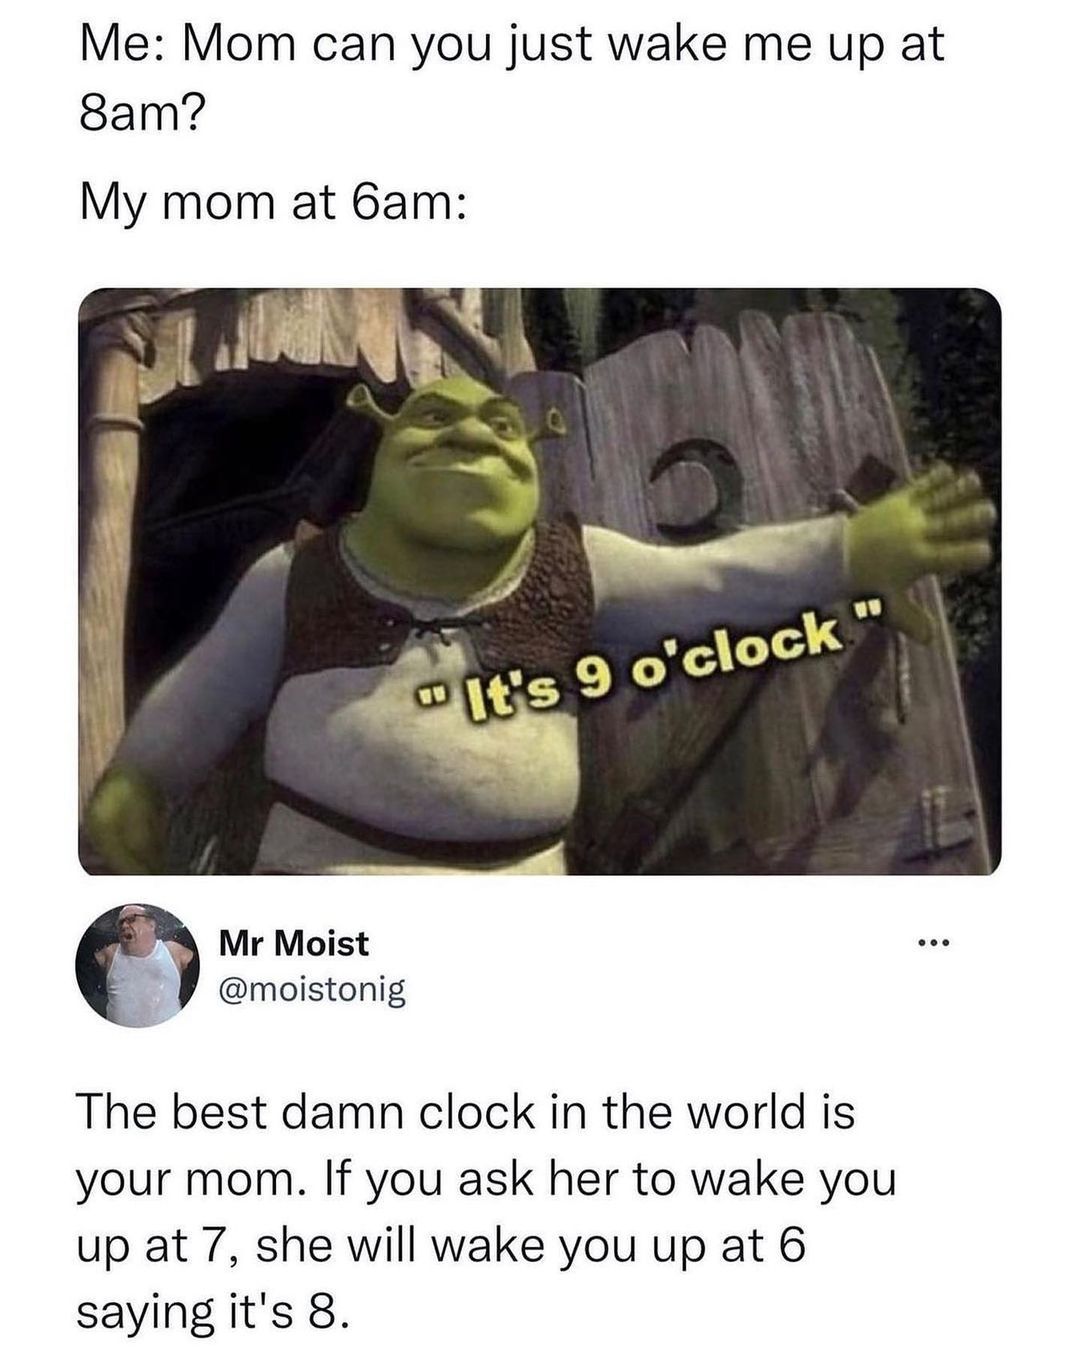 Me: Mom can you just wake me up at
8am?
My mom at 6am:
" It's 9 o'clock "
Mr Moist
@moistonig
The best damn clock in the world is
your mom. If you ask her to wake you
up at 7, she will wake you up at 6
saying it's 8.